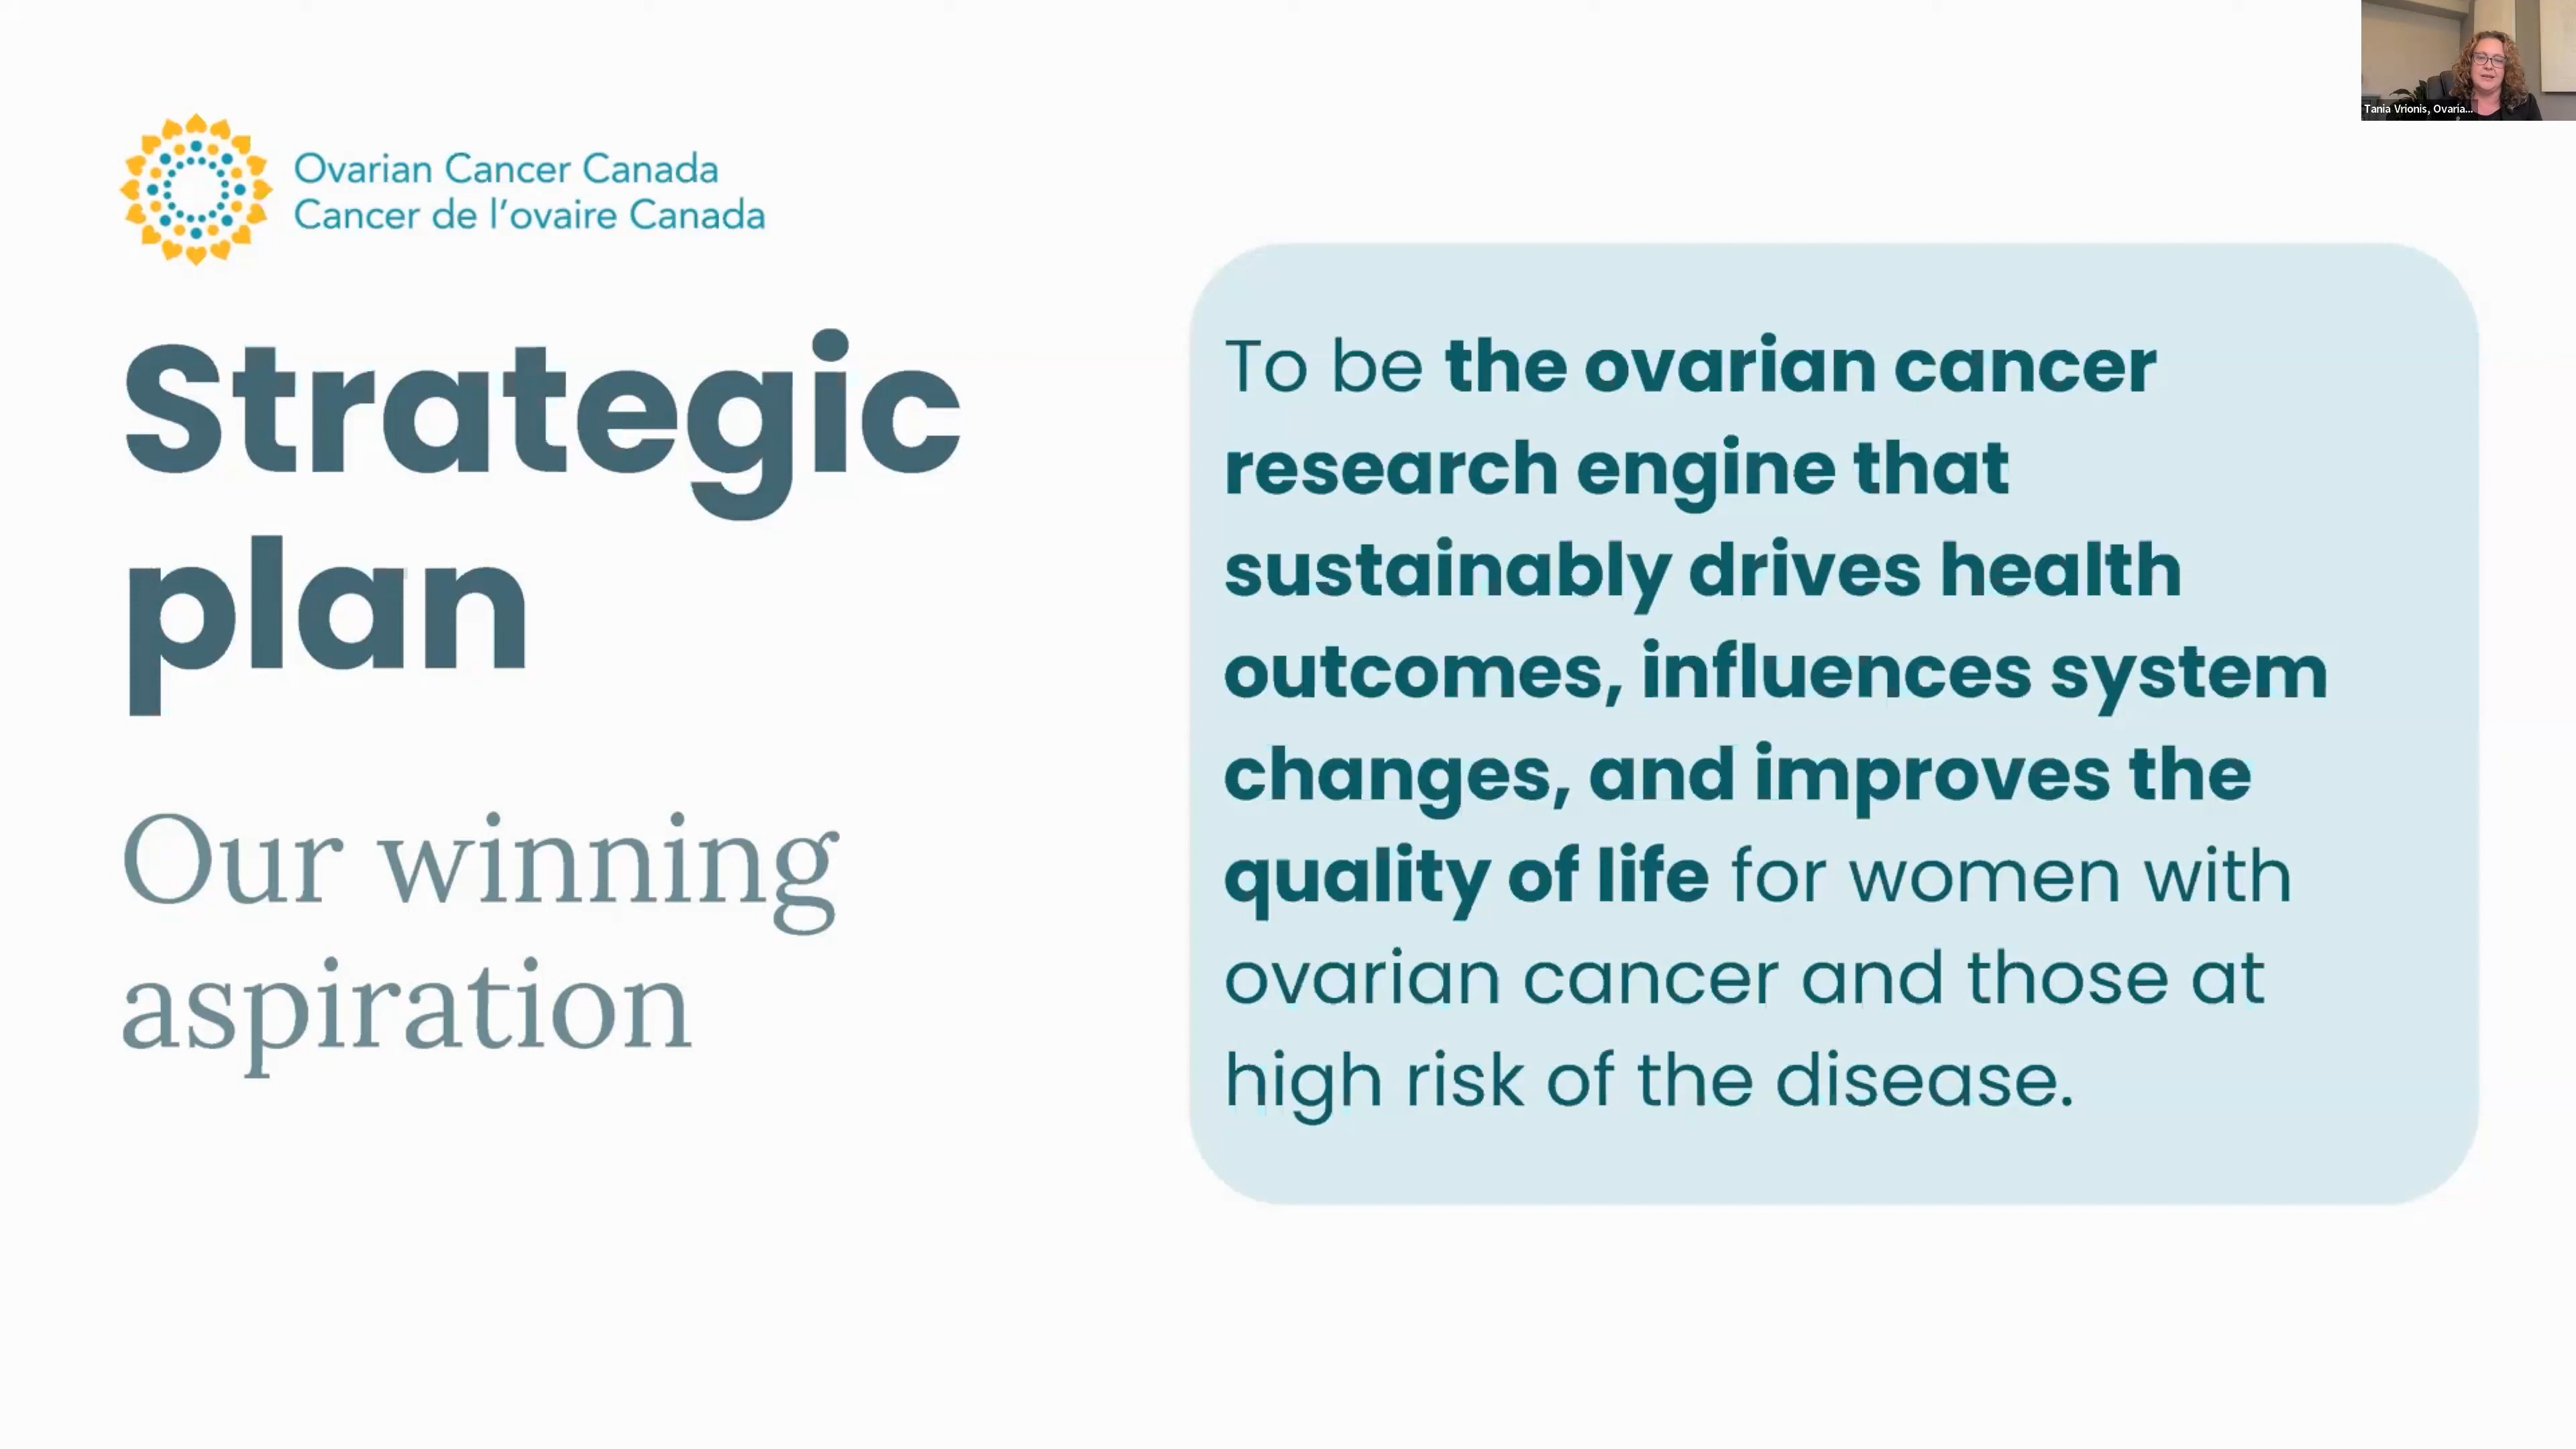 Tania Vrionis, Ovaria...
Ovarian Cancer Canada
Cancer de l'ovaire Canada
Strategic
plan
Our winning
aspiration
To be the ovarian cancer
research engine that
sustainably drives health
outcomes, influences system
changes, and improves the
quality of life for women with
ovarian cancer and those at
high risk of the disease.